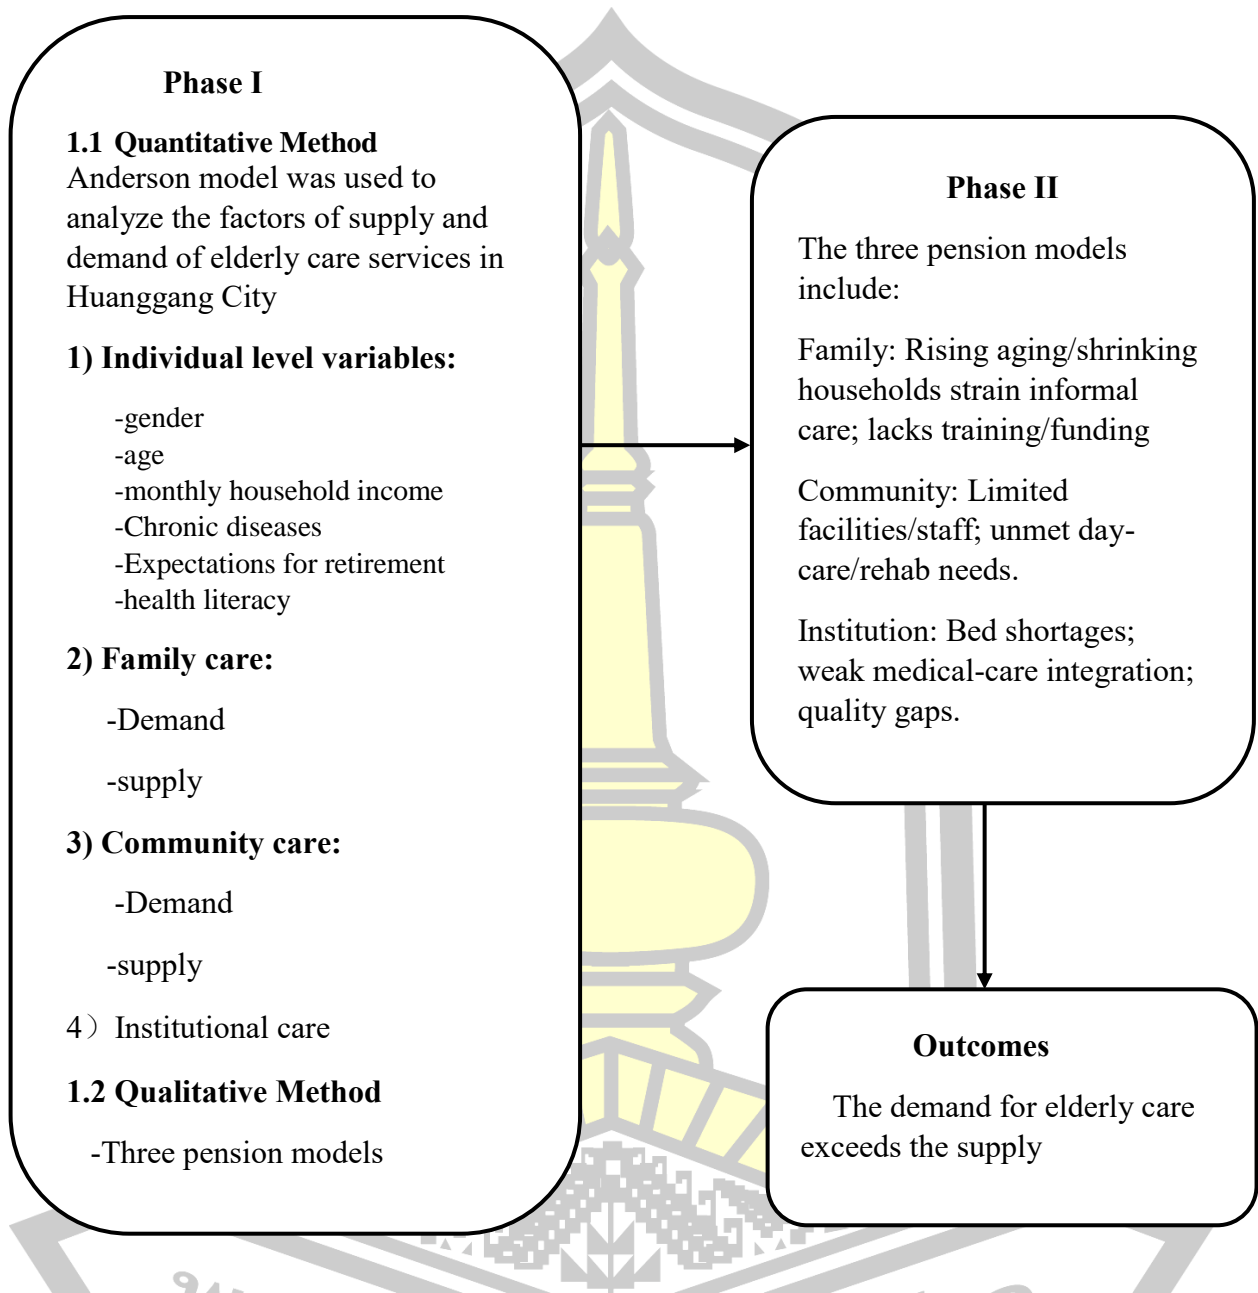 Phase I
1.1 Quantitative Method
Anderson model was used to
analyze the factors of supply and
demand of elderly care services in
Huanggang City
1) Individual level variables:
-gender
-age
-monthly household income
-Chronic diseases
-Expectations for retirement
-health literacy
2) Family care:
-Demand
-supply
3) Community care:
-Demand
-supply
4）Institutional care
1.2 Qualitative Method
-Three pension models
Phase II
The three pension models
include:
Family: Rising aging/shrinking
households strain informal
care; lacks training/funding
Community: Limited
facilities/staff; unmet day-
care/rehab needs.
Institution: Bed shortages;
weak medical-care integration;
quality gaps.
Outcomes
The demand for elderly care
exceeds the supply